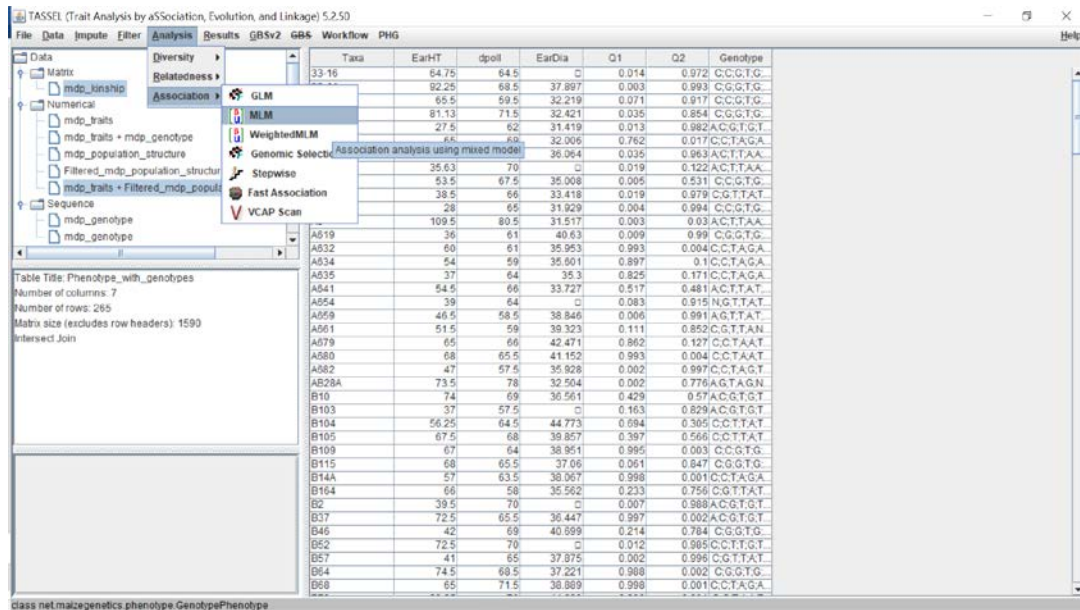 TASSEL (Trait Analysis by aSSociation, Evolution, and Linkage) 5.2.50
File Data Impute Filter Analysis Results GBSv2 GBS Workflow PHG Help
Data
Matrix
mdp_kinship
Numerical
mdp_traits
mdp_traits + mdp_genotype
mdp_population_structure
Filtered_mdp_population_structur
mdp_traits + Filtered_mdp_popula
Sequence
mdp_genotype
mdp_genotype
Diversity
Relatedness
Association
GLM
MLM
WeightedMLM
Genomic Selectio
Stepwise
Fast Association
VCAP Scan
Association analysis using mixed model
Table Title: Phenotype_with_genotypes
Number of columns: 7
Number of rows: 265
Matrix size (excludes row headers): 1590
Intersect Join
Taxa EarHT dpoll EarDia Q1 Q2 Genotype
33-16 64.75 64.5 0.014 0.972 C;C;G;T;G;...
92.25 68.5 37.897 0.003 0.993 C;C;G;T;G;...
65.5 59.5 32.219 0.071 0.917 C;C;G;T;G;...
81.13 71.5 32.421 0.035 0.854 C;G;G;T;G;...
27.5 62 31.419 0.013 0.982 A;C;G;T;G;T...
65 69 32.006 0.762 0.017 C;T;C;A;G...
36.064 0.035 0.963 A;C;T;T;A;A;...
35.63 70 0.019 0.122 A;C;T;T;A;A;...
53.5 67.5 35.008 0.005 0.531 C;C;C;T;G;...
38.5 66 33.418 0.019 0.979 C;G;T;T;A;T...
28 65 31.929 0.004 0.994 C;C;G;T;G;...
109.5 80.5 31.517 0.003 0.03 A;C;T;T;G;...
A619 36 61 40.63 0.009 0.99 C;G;G;T;G;...
A632 60 61 35.953 0.993 0.004 C;C;T;A;G;A...
A634 54 59 35.601 0.897 0.1 C;C;T;A;G;A...
A635 37 64 35.3 0.825 0.171 C;C;T;A;G;A...
A641 54.5 66 33.727 0.517 0.481 A;C;T;T;A;T...
A654 39 64 0.083 0.915 N;G;T;T;A;T...
A659 46.5 58.5 38.846 0.006 0.991 A;G;T;T;A;T...
A661 51.5 59 39.323 0.111 0.852 C;G;T;T;A;N...
A679 65 66 42.471 0.862 0.127 C;C;T;A;A;T...
A680 68 65.5 41.152 0.993 0.004 C;C;T;A;A;T...
A682 47 57.5 35.928 0.002 0.997 C;C;T;A;G;T...
AB28A 73.5 78 32.504 0.002 0.776 A;G;T;A;G;N...
B10 74 69 36.561 0.429 0.57 A;C;G;T;G;T...
B103 37 57.5 0.163 0.829 A;C;G;T;G;T...
B104 56.25 64.5 44.773 0.694 0.305 C;C;T;T;A;T...
B105 67.5 68 39.857 0.397 0.566 C;C;T;T;A;T...
B109 67 64 38.951 0.995 0.003 C;C;G;T;G;...
B115 68 65.5 37.06 0.061 0.847 C;G;G;T;G;...
B14A 57 63.5 38.067 0.998 0.001 C;C;T;A;G;A...
B164 66 58 35.562 0.233 0.756 C;G;T;T;A;T...
B2 39.5 70 0.007 0.988 A;C;G;T;G;T...
B37 72.5 65.5 36.447 0.997 0.002 A;C;G;T;G;T...
B46 42 69 40.699 0.214 0.784 C;G;G;T;G;...
B52 72.5 70 0.012 0.985 C;C;T;T;G;T...
B57 41 65 37.875 0.002 0.996 C;G;T;T;G;T...
B64 74.5 68.5 37.221 0.988 0.002 C;G;G;T;G;...
B68 65 71.5 38.889 0.998 0.001 C;C;T;A;G;A...
class net.maizegenetics.phenotype.GenotypePhenotype